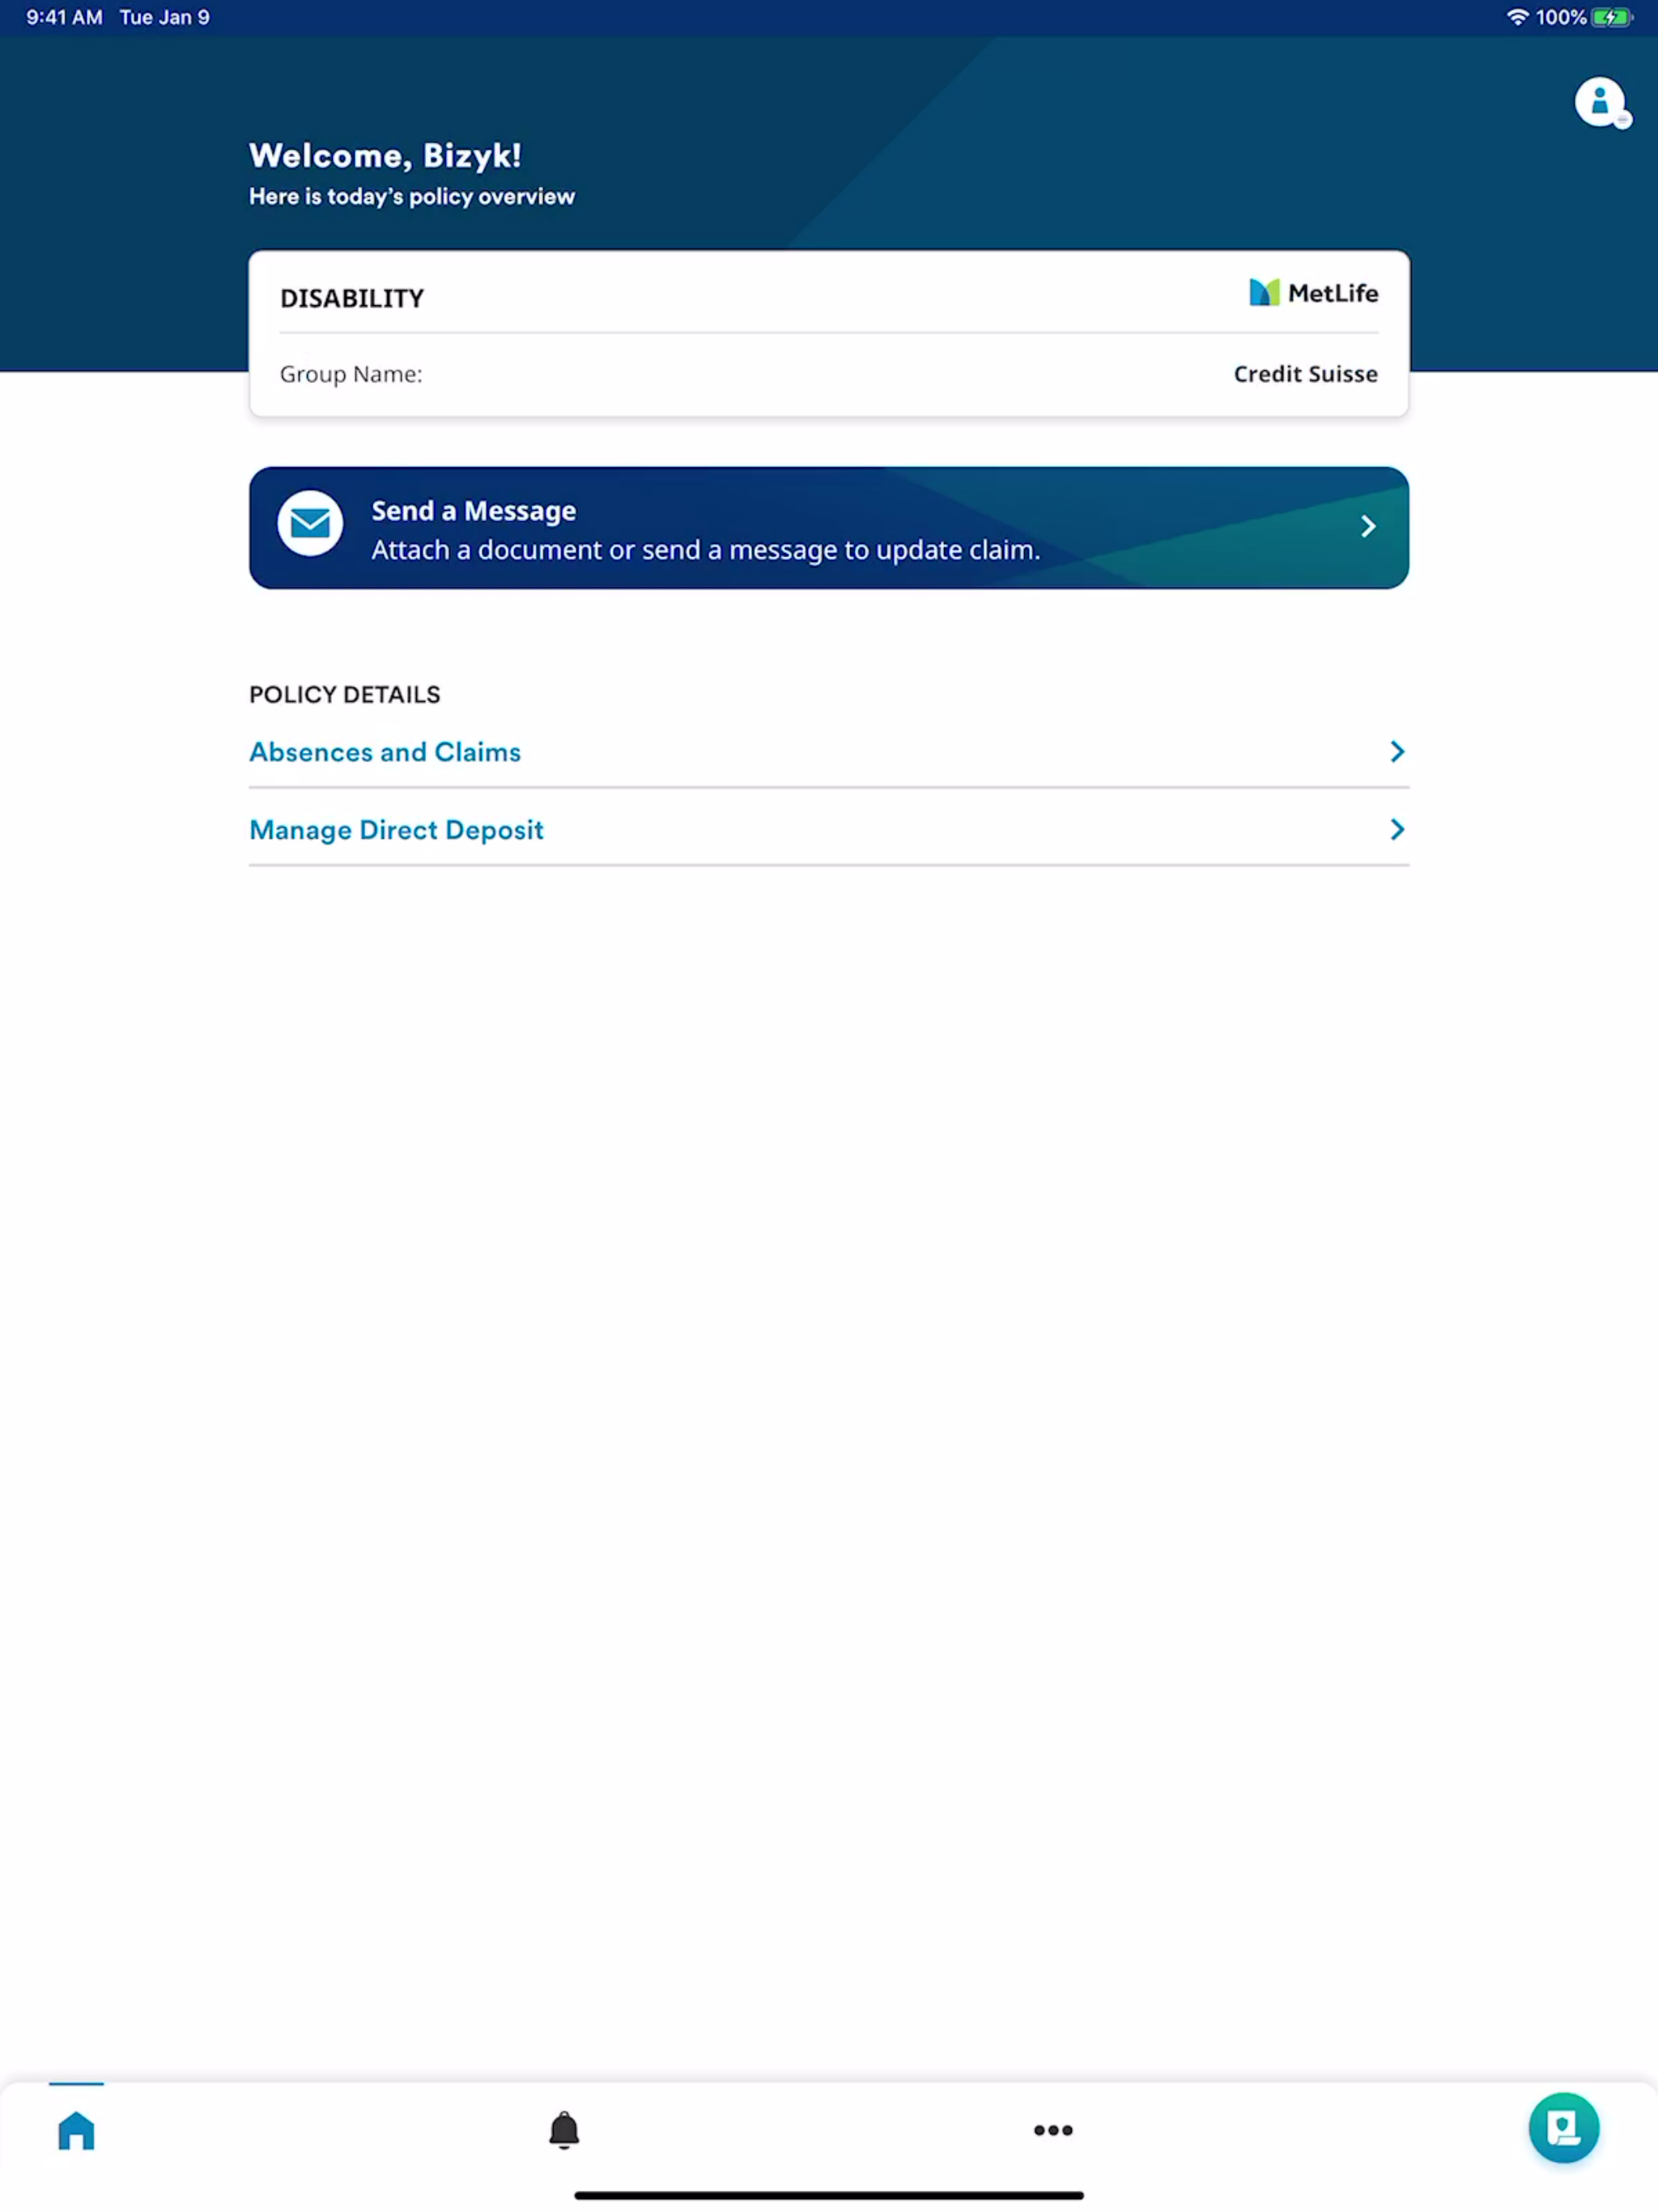 9:41 AM Tue Jan 9 100%
Welcome, Bizyk!
Here is today’s policy overview
DISABILITY MetLife
Group Name: Credit Suisse
Send a Message
Attach a document or send a message to update claim.
POLICY DETAILS
Absences and Claims
Manage Direct Deposit